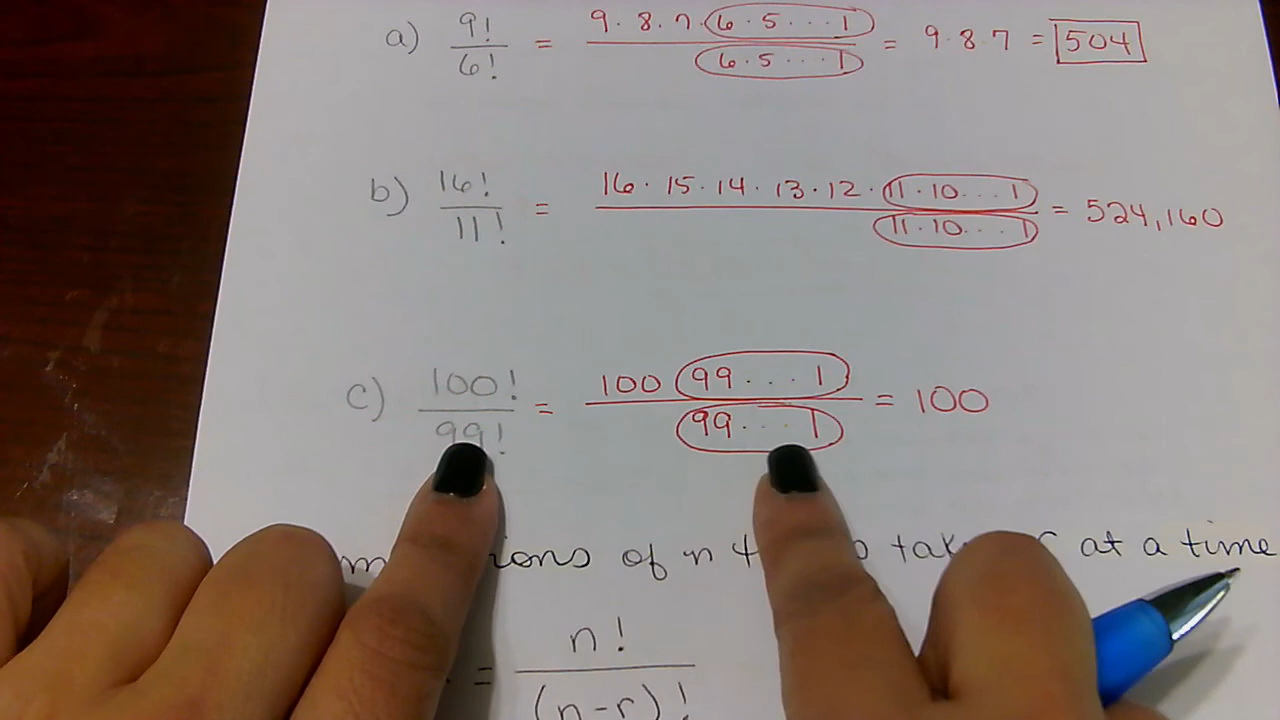 a) 9!/6! = 9·8·7·6·5···1 / 6·5···1 = 9·8·7 = 504
b) 16!/11! = 16·15·14·13·12·11·10···1 / 11·10···1 = 524,160
c) 100!/99! = 100 99···1 / 99···1 = 100
of n at a time
= n!/(n-r)!